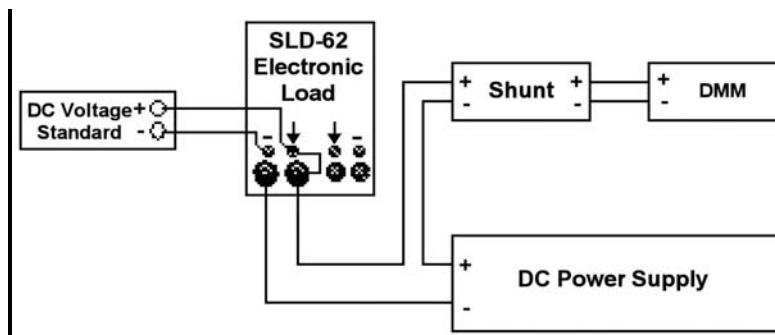 SLD-62
Electronic
Load
DC Voltage +
Standard -
- -
+ Shunt +
- -
+ DMM
-
+ DC Power Supply
-